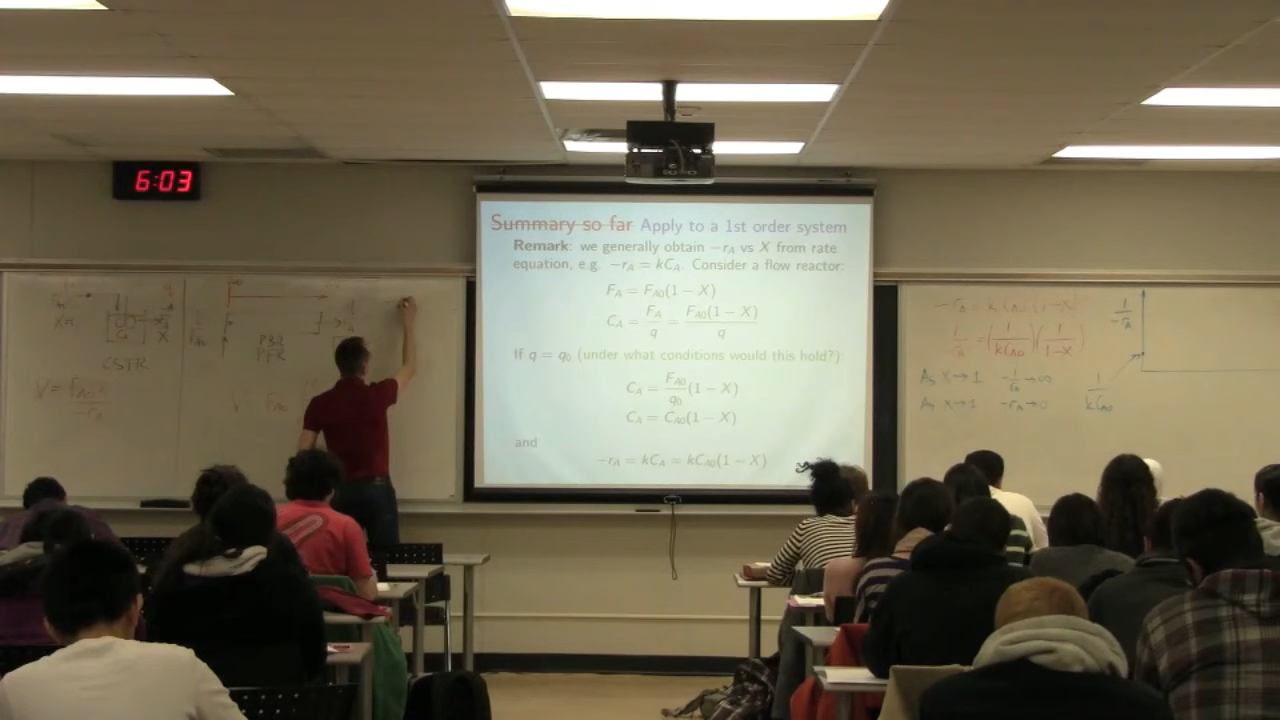 6:03
Summary so far Apply to a 1st order system
Remark: we generally obtain −rA vs X from rate
equation, e.g. −rA = kCA. Consider a flow reactor:
FA = FA0(1 − X)
CA = FA/q = FA0(1 − X)/q
If q = q0 (under what conditions would this hold?):
CA = FA0/q0 (1 − X)
CA = CA0(1 − X)
and
−rA = kCA = kCA0(1 − X)
CSTR
V = FA0 X/−rA
PBR
PFR
V FA0
−rA = kCA0(1−X)
1/−rA = (1/kCA0)(1/1−X)
As X→1 −1/rA→∞
As X→1 −rA→0
1/−rA
1/kCA0